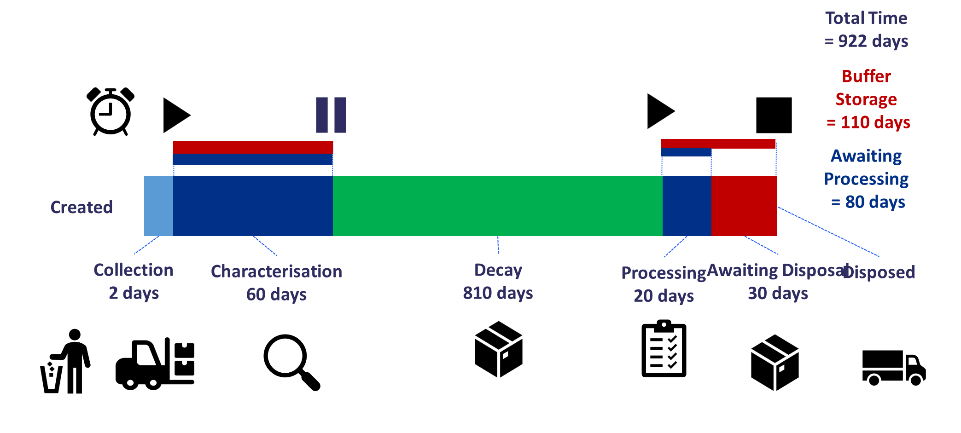 Total Time
= 922 days
Buffer
Storage
= 110 days
Awaiting
Processing
= 80 days
Created
Collection
2 days
Characterisation
60 days
Decay
810 days
Processing
20 days
Awaiting Disposal
30 days
Disposed